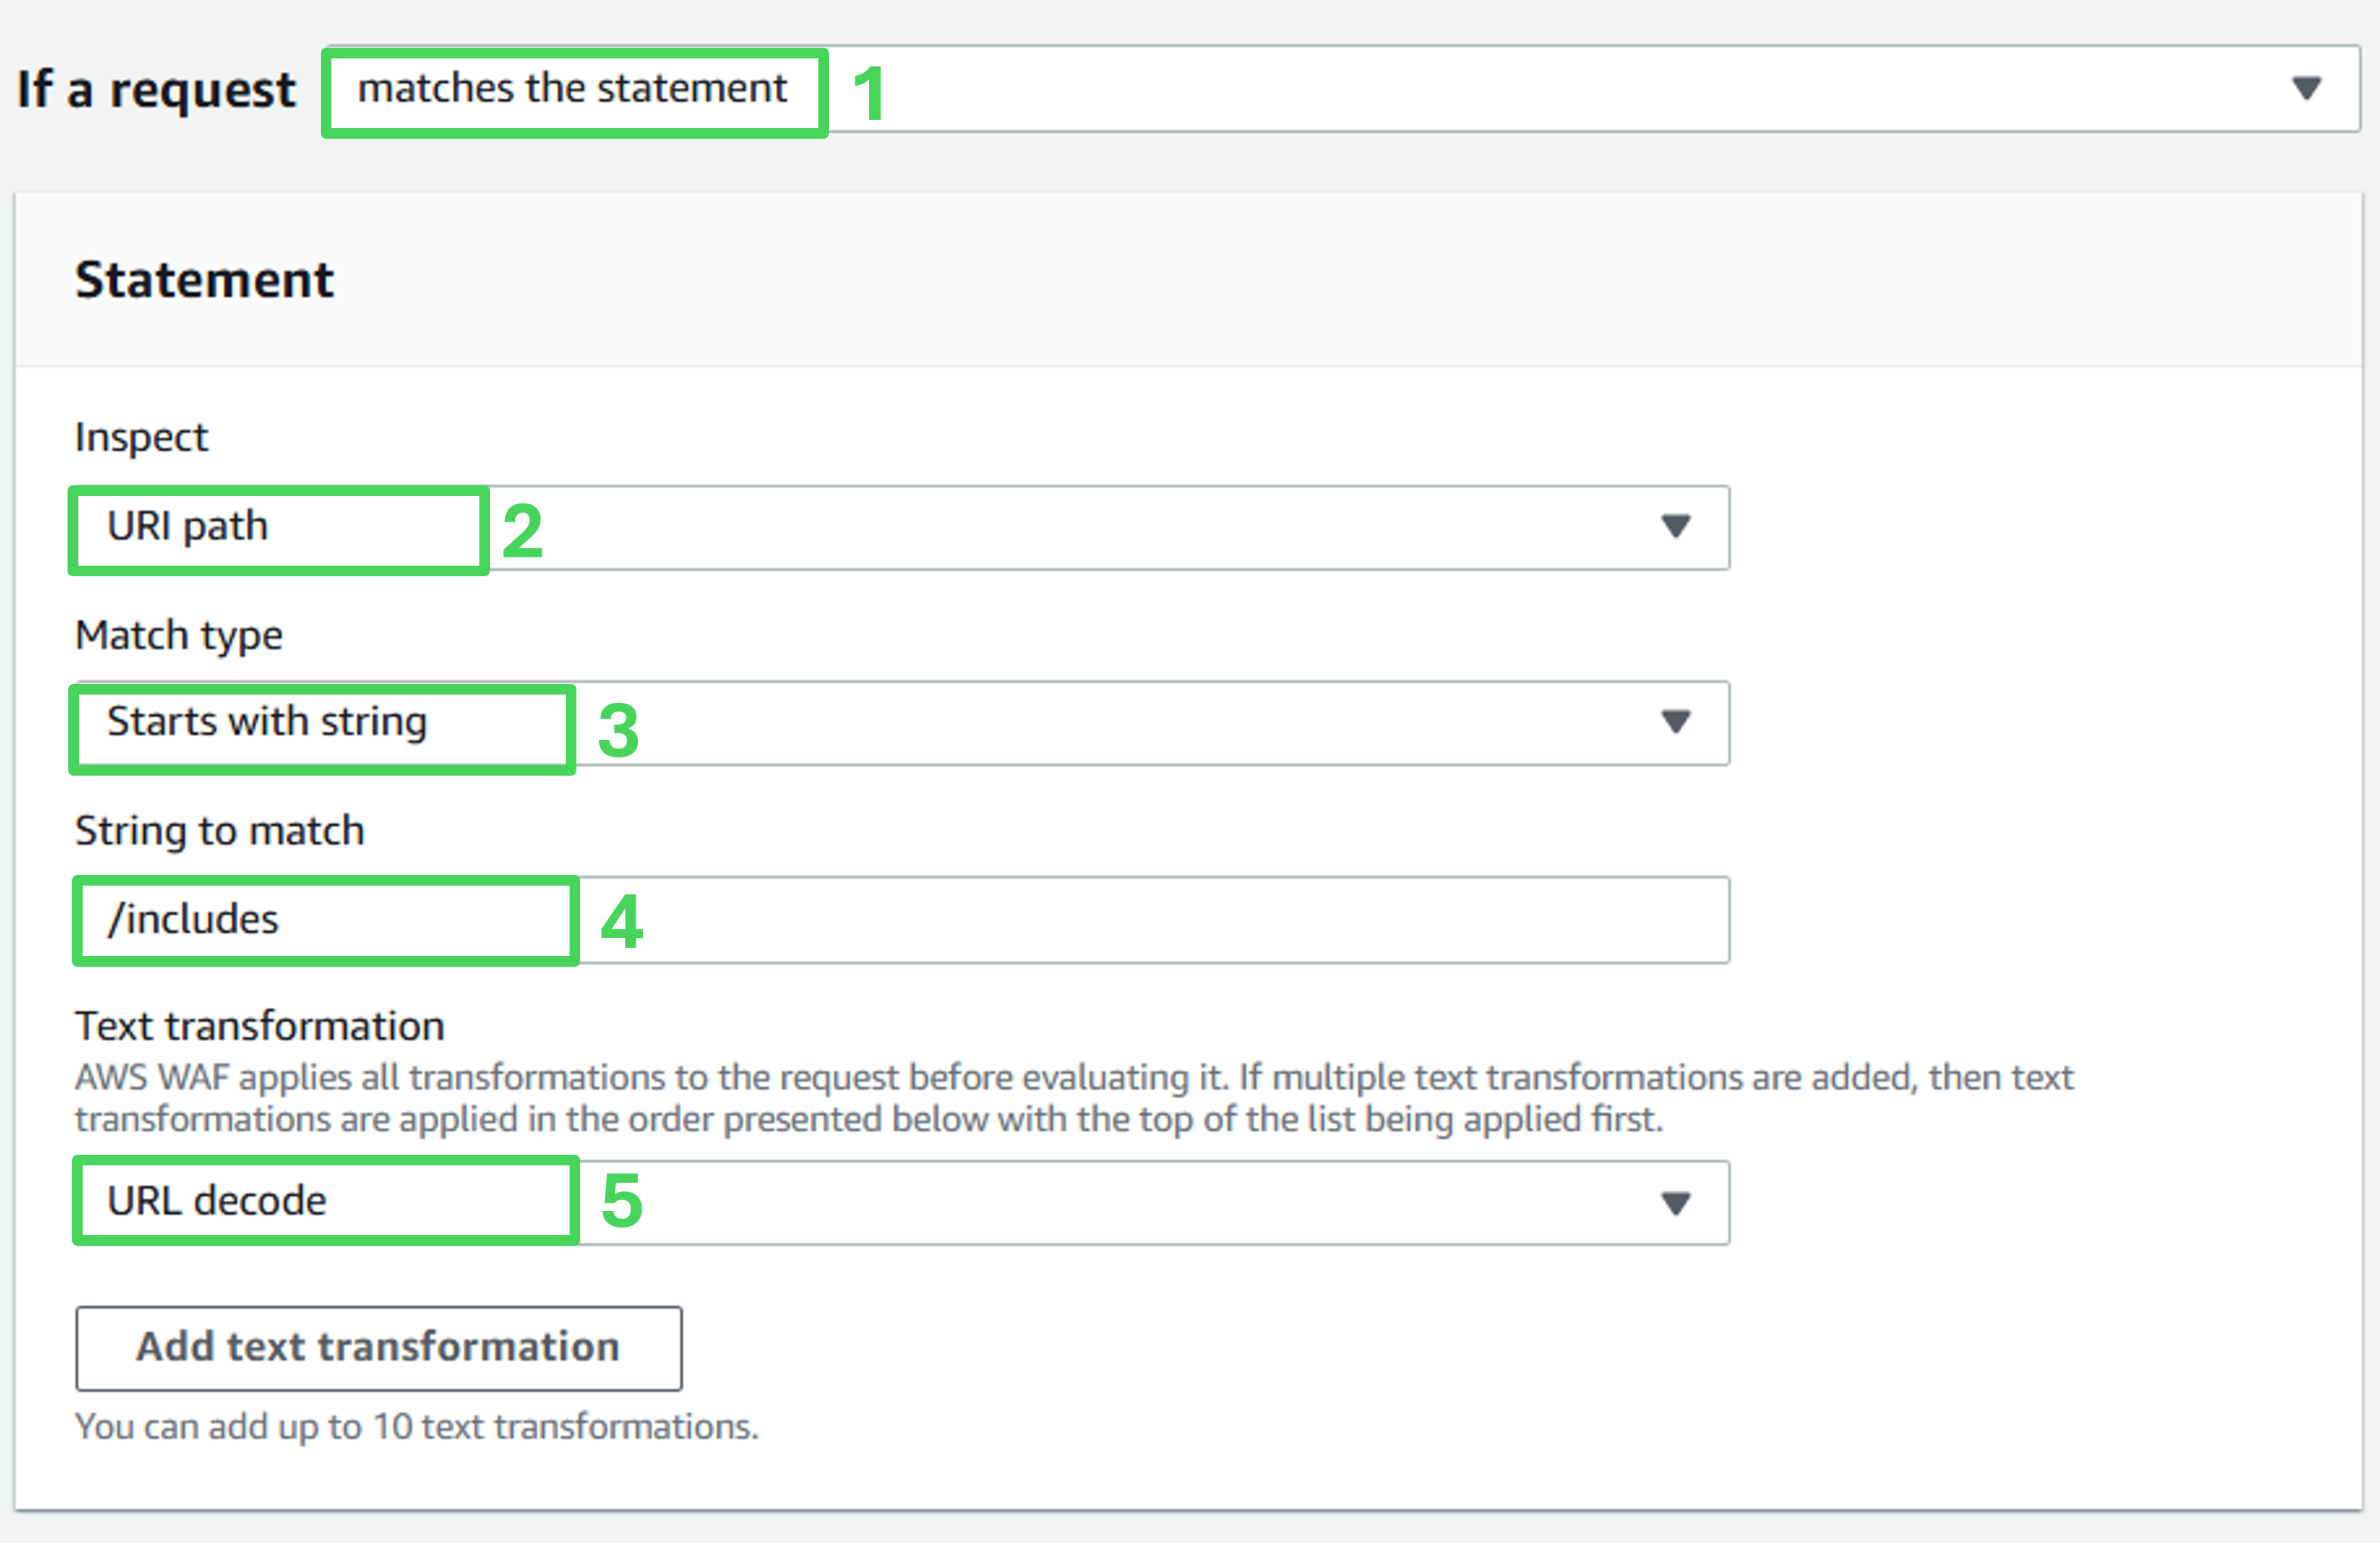 If a request matches the statement 1
Statement
Inspect
URI path 2
Match type
Starts with string 3
String to match
/includes 4
Text transformation
AWS WAF applies all transformations to the request before evaluating it. If multiple text transformations are added, then text
transformations are applied in the order presented below with the top of the list being applied first.
URL decode 5
Add text transformation
You can add up to 10 text transformations.